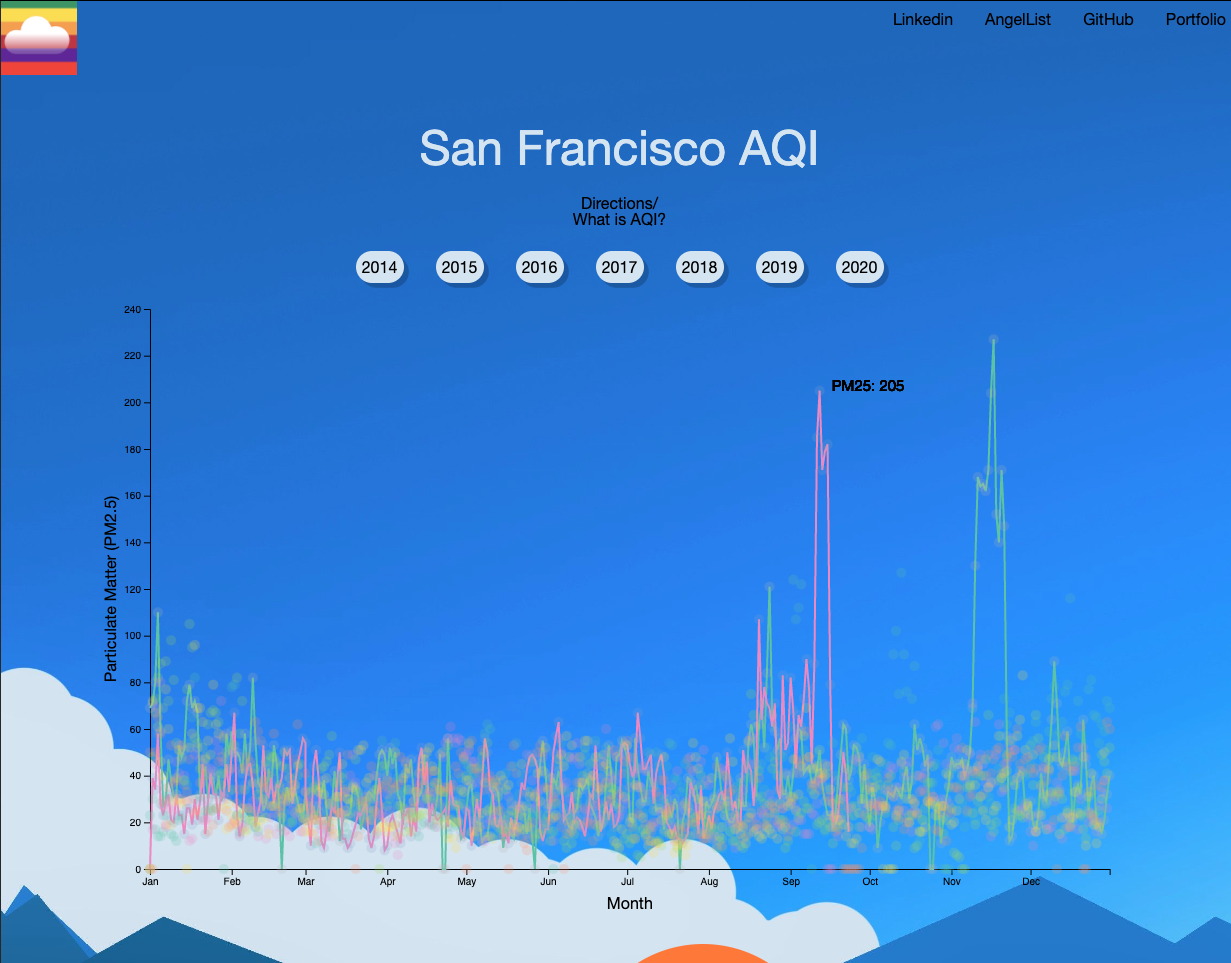 Linkedin AngelList GitHub Portfolio
San Francisco AQI
Directions/
What is AQI?
2014 2015 2016 2017 2018 2019 2020
240
220
200
180
160
140
120
100
80
60
40
20
0
PM25: 205
Particulate Matter (PM2.5)
Jan Feb Mar Apr May Jun Jul Aug Sep Oct Nov Dec
Month